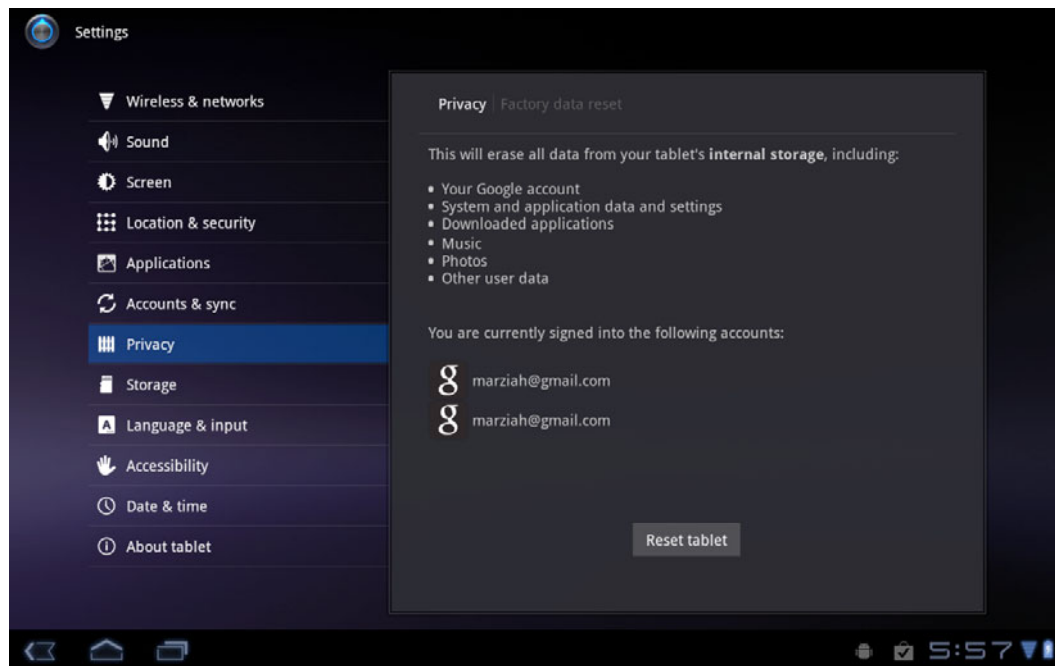 Settings
Wireless & networks
Sound
Screen
Location & security
Applications
Accounts & sync
Privacy
Storage
Language & input
Accessibility
Date & time
About tablet
Privacy Factory data reset
This will erase all data from your tablet's internal storage, including:
• Your Google account
• System and application data and settings
• Downloaded applications
• Music
• Photos
• Other user data
You are currently signed into the following accounts:
g marziah@gmail.com
g marziah@gmail.com
Reset tablet
5:57